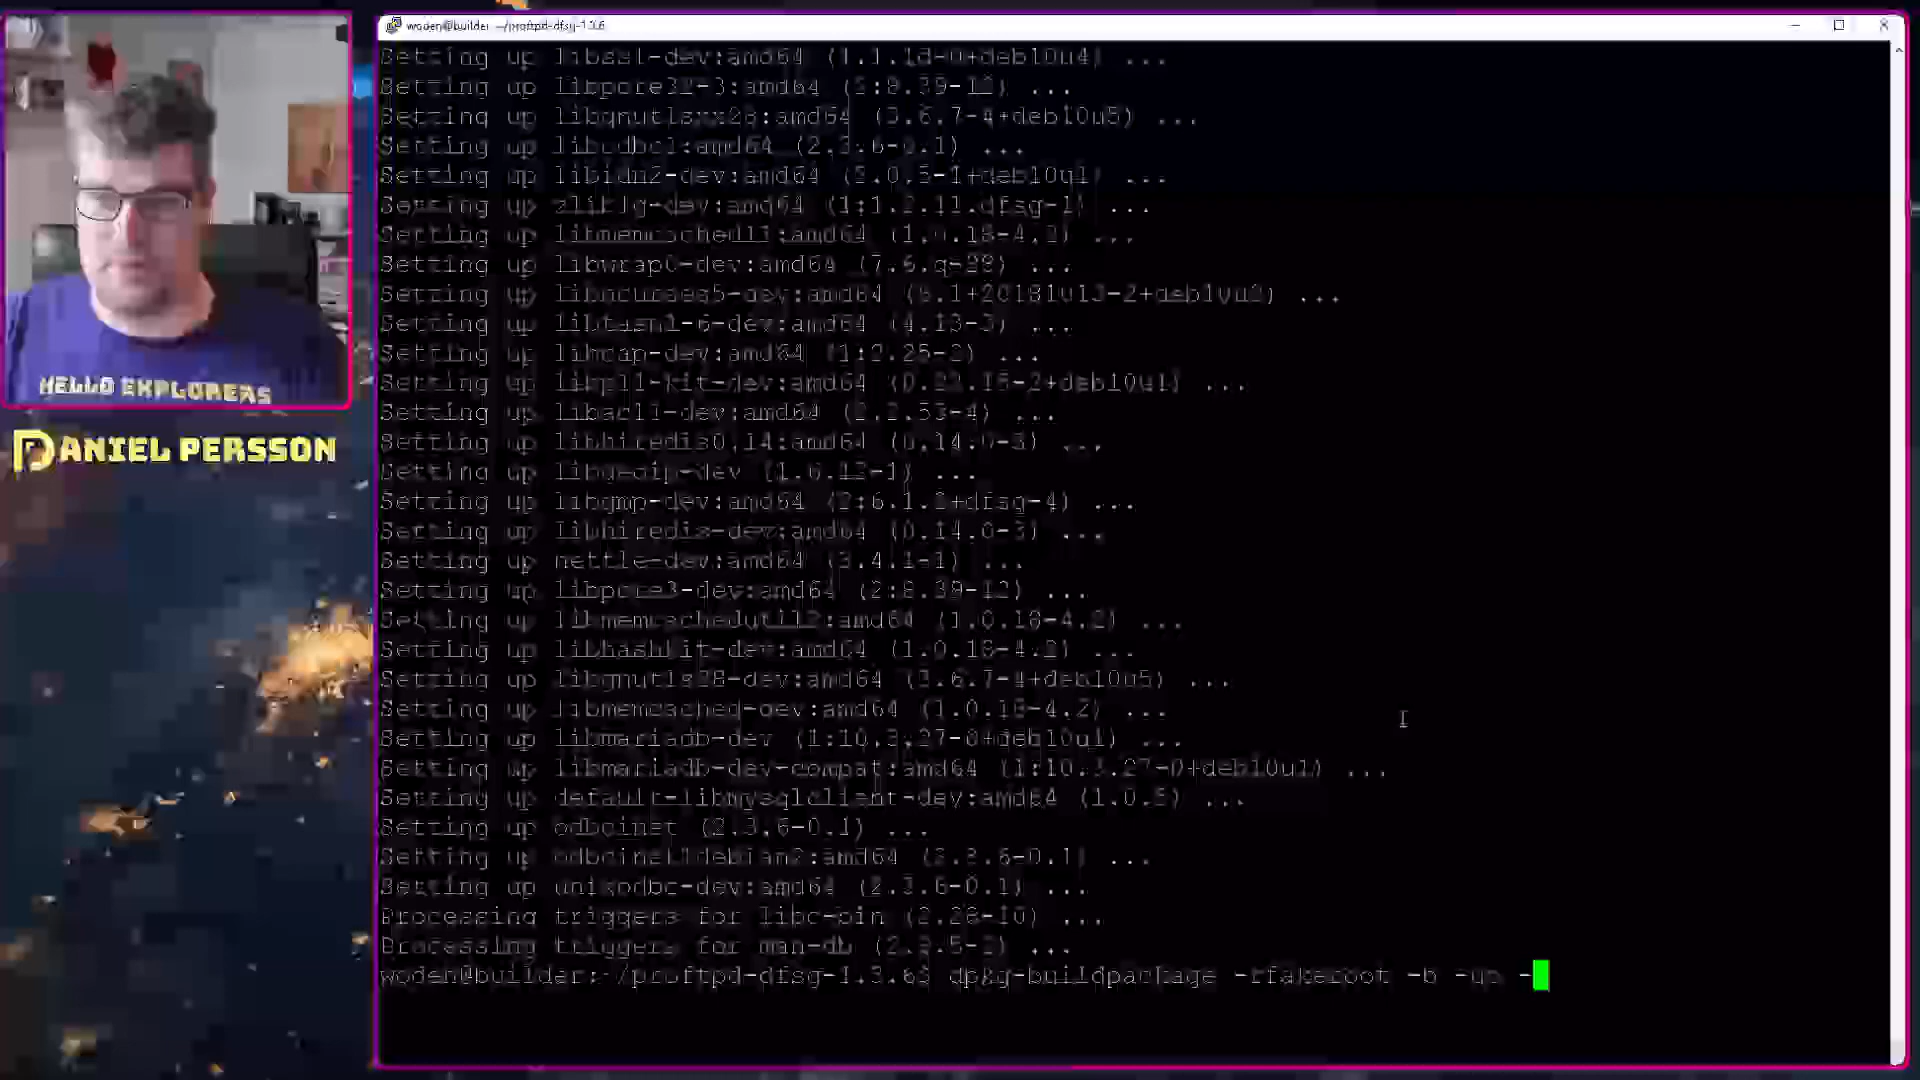 woden@builder: ~/proftpd-dfsg-1.3.6
Setting up libssl-dev:amd64 (1.1.1d-0+deb10u4) ...
Setting up libpcre32-3:amd64 (2:8.39-12) ...
Setting up libgnutlsxx28:amd64 (3.6.7-4+deb10u5) ...
Setting up libodbc1:amd64 (2.3.6-0.1) ...
Setting up libidn2-dev:amd64 (2.0.5-1+deb10u1) ...
Setting up zlib1g-dev:amd64 (1:1.2.11.dfsg-1) ...
Setting up libmemcached11:amd64 (1.0.18-4.2) ...
Setting up libwrap0-dev:amd64 (7.6.q-28) ...
Setting up libncurses5-dev:amd64 (6.1+20181013-2+deb10u2) ...
Setting up libtasn1-6-dev:amd64 (4.13-3) ...
Setting up libcap-dev:amd64 (1:2.25-2) ...
Setting up libp11-kit-dev:amd64 (0.23.15-2+deb10u1) ...
Setting up libacl1-dev:amd64 (2.2.53-4) ...
Setting up libhiredis0.14:amd64 (0.14.0-3) ...
Setting up libgeoip-dev (1.6.12-1) ...
Setting up libgmp-dev:amd64 (2:6.1.2+dfsg-4) ...
Setting up libhiredis-dev:amd64 (0.14.0-3) ...
Setting up nettle-dev:amd64 (3.4.1-1) ...
Setting up libpcre3-dev:amd64 (2:8.39-12) ...
Setting up libmemcachedutil2:amd64 (1.0.18-4.2) ...
Setting up libhashkit-dev:amd64 (1.0.18-4.2) ...
Setting up libgnutls28-dev:amd64 (3.6.7-4+deb10u5) ...
Setting up libmemcached-dev:amd64 (1.0.18-4.2) ...
Setting up libmariadb-dev (1:10.3.27-0+deb10u1) ...
Setting up libmariadb-dev-compat:amd64 (1:10.3.27-0+deb10u1) ...
Setting up default-libmysqlclient-dev:amd64 (1.0.5) ...
Setting up odbcinst (2.3.6-0.1) ...
Setting up odbcinst1debian2:amd64 (2.3.6-0.1) ...
Setting up unixodbc-dev:amd64 (2.3.6-0.1) ...
Processing triggers for libc-bin (2.28-10) ...
Processing triggers for man-db (2.8.5-2) ...
woden@builder:~/proftpd-dfsg-1.3.6$ dpkg-buildpackage -rfakeroot -b -us -
HELLO EXPLORERS
DANIEL PERSSON